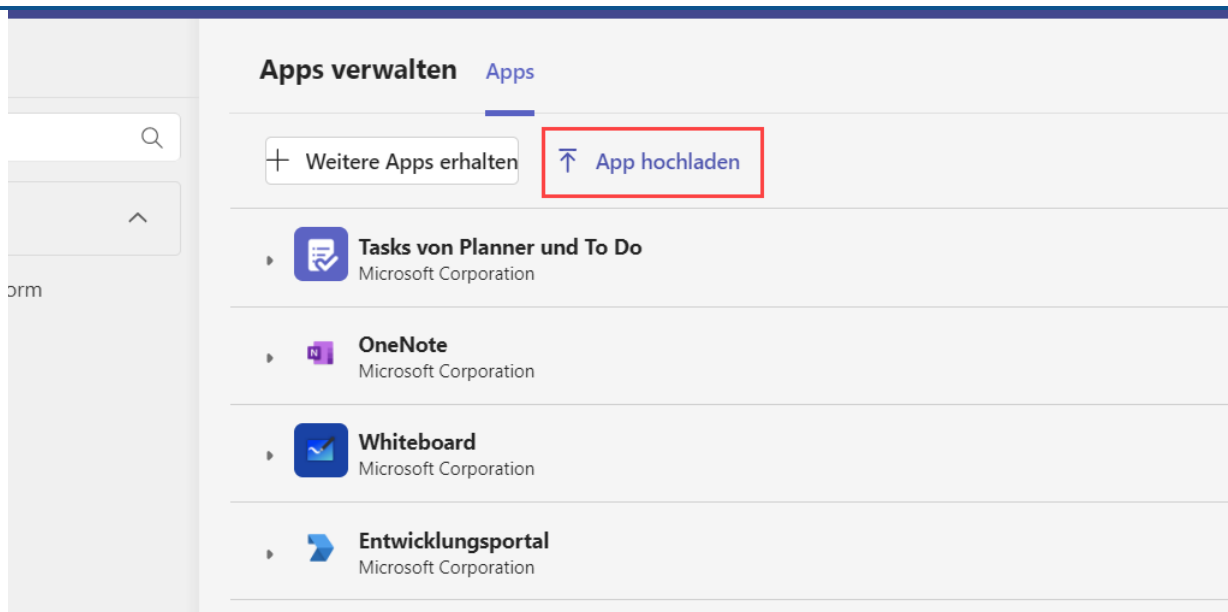 Apps verwalten Apps
Weitere Apps erhalten App hochladen
Tasks von Planner und To Do
Microsoft Corporation
orm
OneNote
Microsoft Corporation
Whiteboard
Microsoft Corporation
Entwicklungsportal
Microsoft Corporation